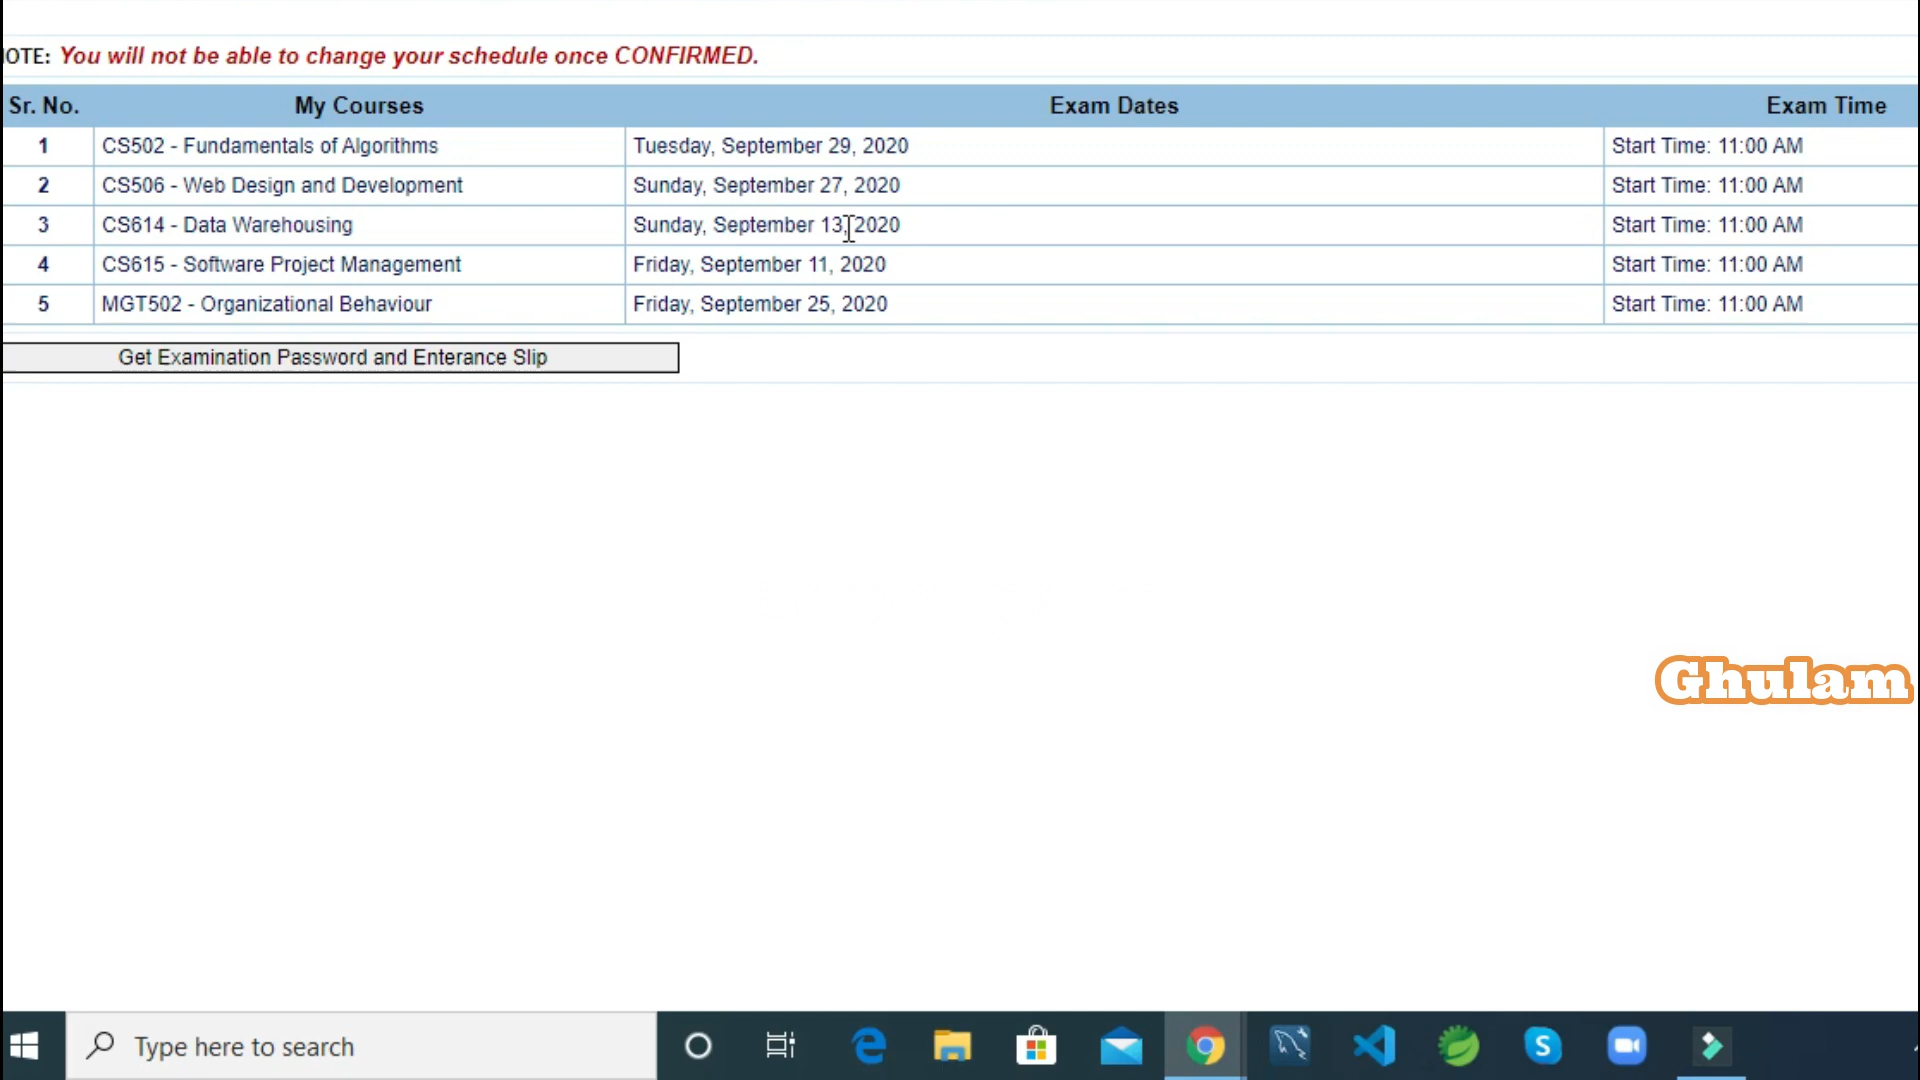 OTE: You will not be able to change your schedule once CONFIRMED.
Sr. No. My Courses Exam Dates Exam Time
1 CS502 - Fundamentals of Algorithms Tuesday, September 29, 2020 Start Time: 11:00 AM
2 CS506 - Web Design and Development Sunday, September 27, 2020 Start Time: 11:00 AM
3 CS614 - Data Warehousing Sunday, September 13, 2020 Start Time: 11:00 AM
4 CS615 - Software Project Management Friday, September 11, 2020 Start Time: 11:00 AM
5 MGT502 - Organizational Behaviour Friday, September 25, 2020 Start Time: 11:00 AM
Get Examination Password and Enterance Slip
Ghulam
Type here to search